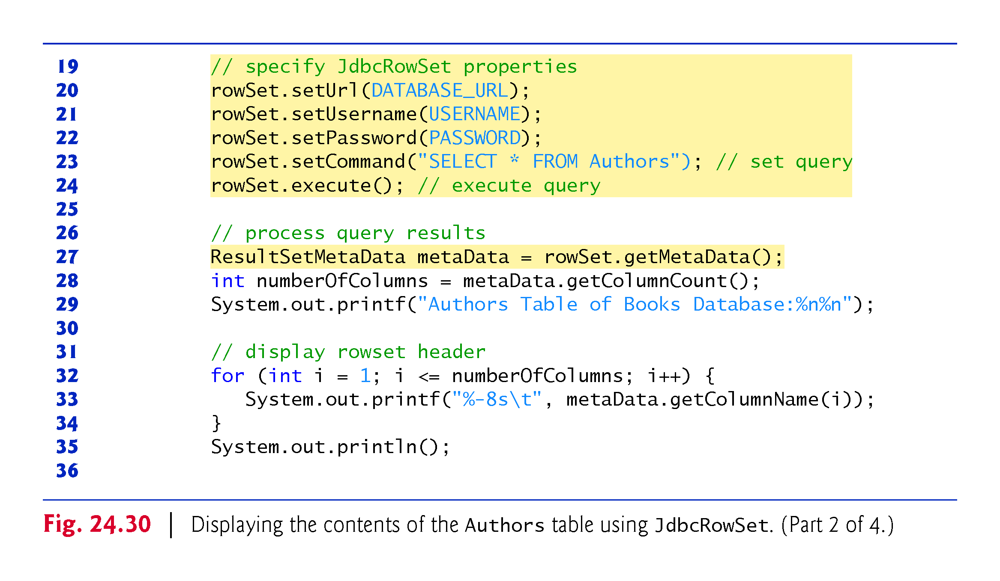 19 // specify JdbcRowSet properties
20 rowSet.setUrl(DATABASE_URL);
21 rowSet.setUsername(USERNAME);
22 rowSet.setPassword(PASSWORD);
23 rowSet.setCommand("SELECT * FROM Authors"); // set query
24 rowSet.execute(); // execute query
25
26 // process query results
27 ResultSetMetaData metaData = rowSet.getMetaData();
28 int numberOfColumns = metaData.getColumnCount();
29 System.out.printf("Authors Table of Books Database:%n%n");
30
31 // display rowset header
32 for (int i = 1; i <= numberOfColumns; i++) {
33    System.out.printf("%-8s\t", metaData.getColumnName(i));
34 }
35 System.out.println();
36
Fig. 24.30 | Displaying the contents of the Authors table using JdbcRowSet. (Part 2 of 4.)